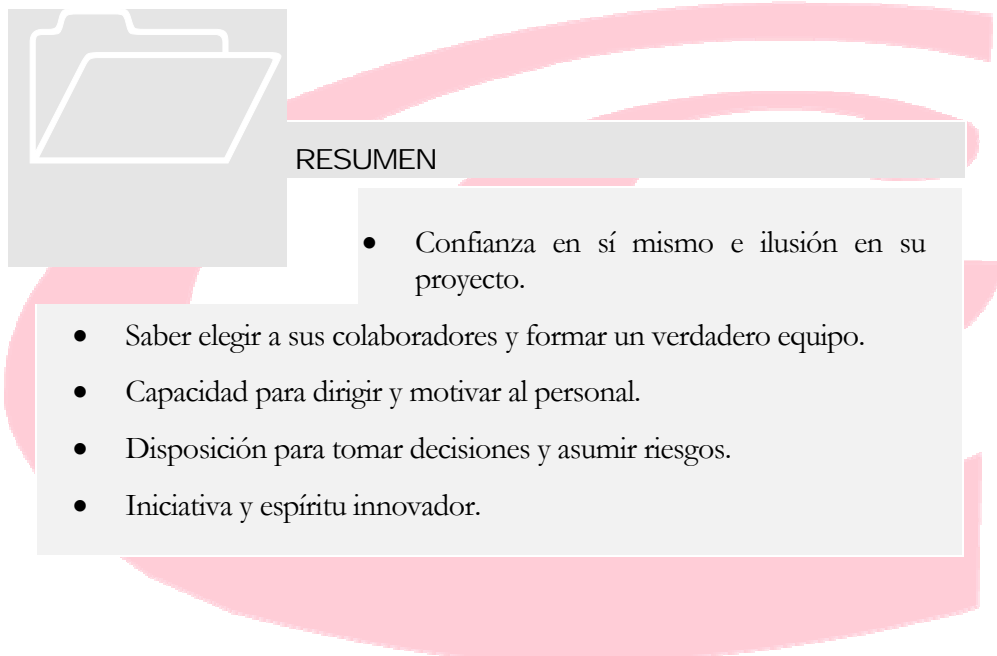 RESUMEN
• Confianza en sí mismo e ilusión en su
proyecto.
• Saber elegir a sus colaboradores y formar un verdadero equipo.
• Capacidad para dirigir y motivar al personal.
• Disposición para tomar decisiones y asumir riesgos.
• Iniciativa y espíritu innovador.